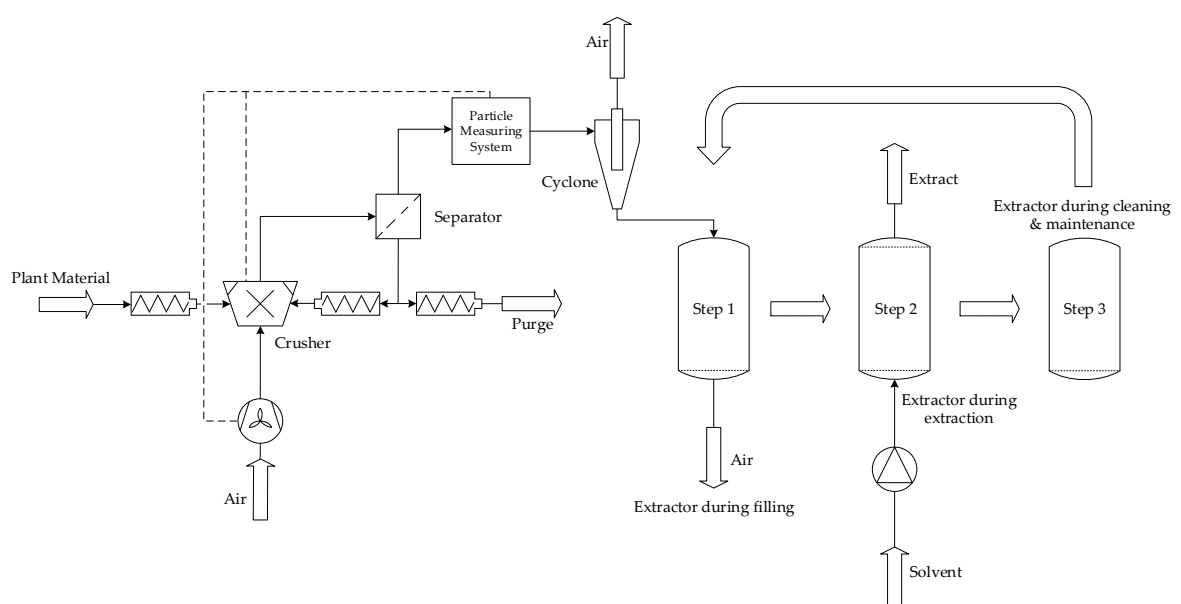 Air
Particle
Measuring
System
Cyclone
Extract
Separator
Extractor during cleaning
& maintenance
Plant Material
Purge
Crusher
Step 1
Step 2
Step 3
Extractor during
extraction
Air
Air
Extractor during filling
Solvent